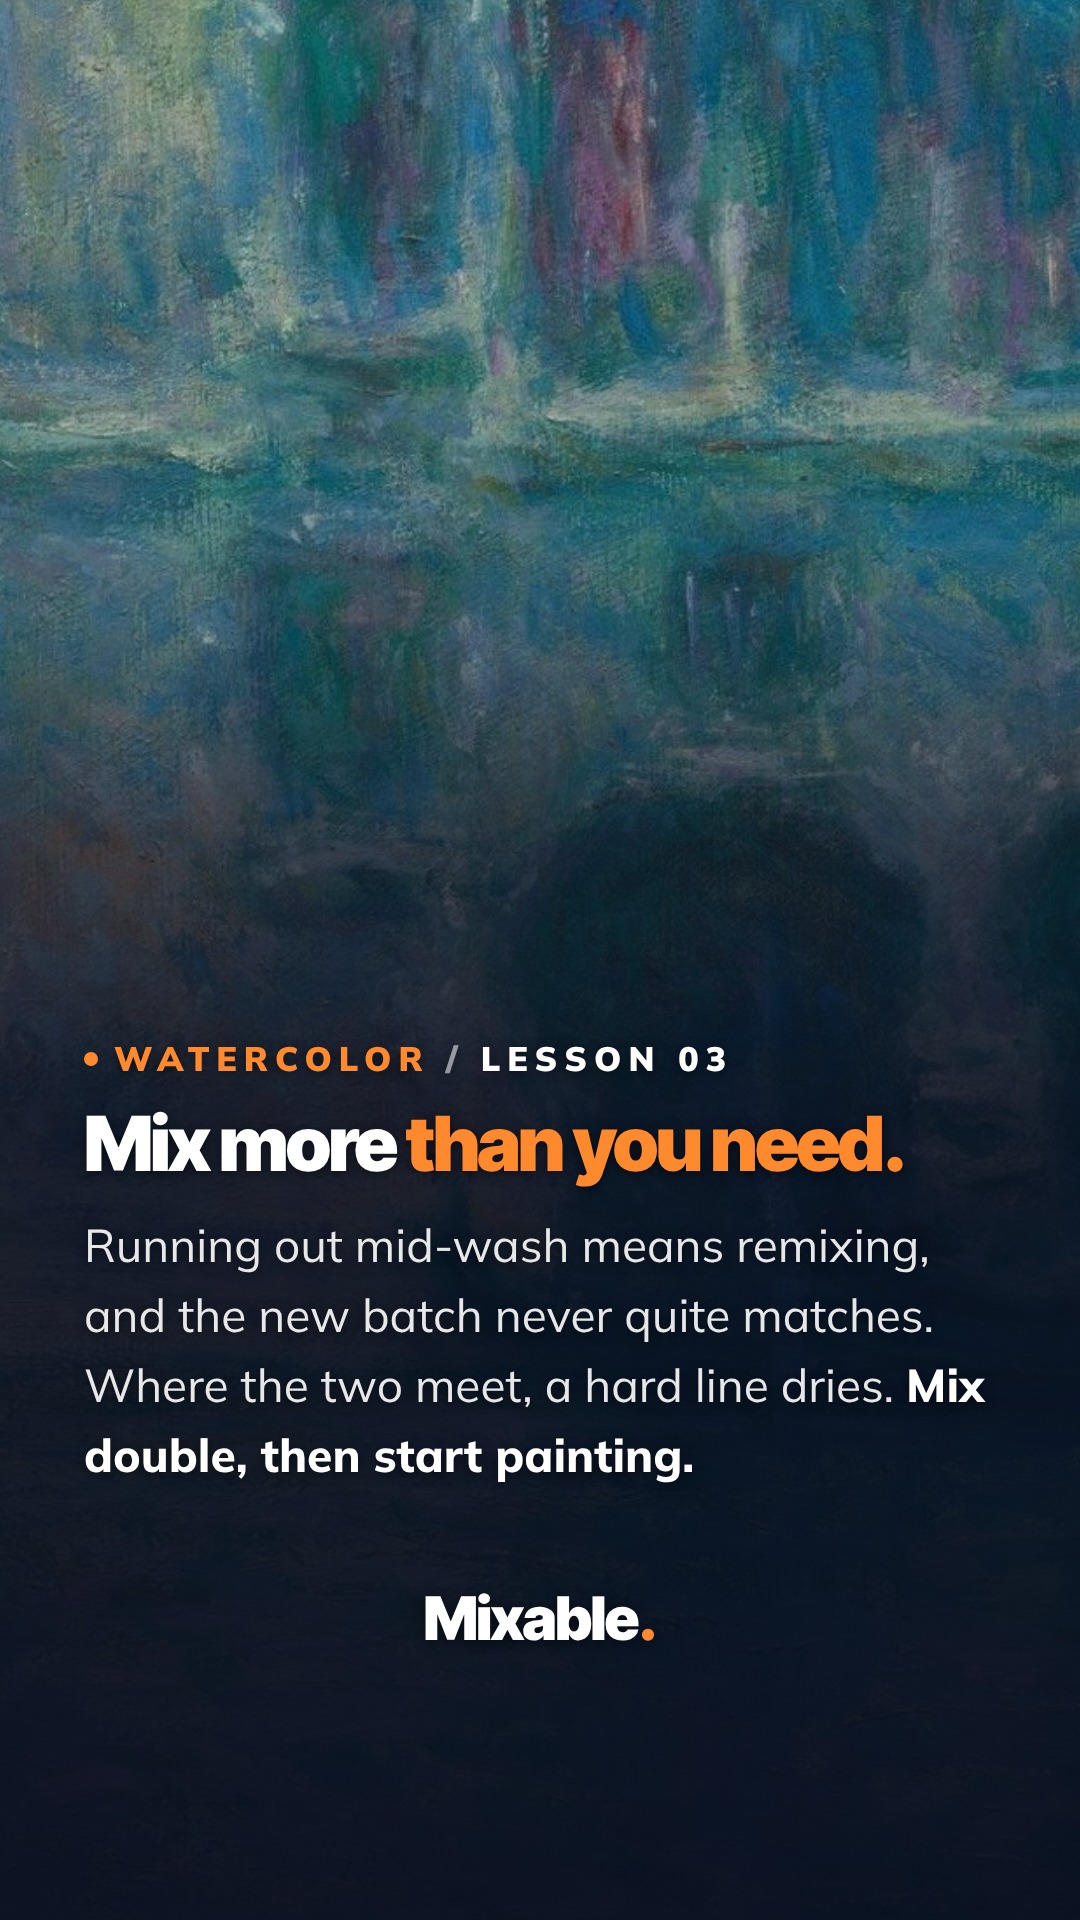 • WATERCOLOR / LESSON 03
Mix more than you need.
Running out mid-wash means remixing,
and the new batch never quite matches.
Where the two meet, a hard line dries. Mix
double, then start painting.
Mixable.